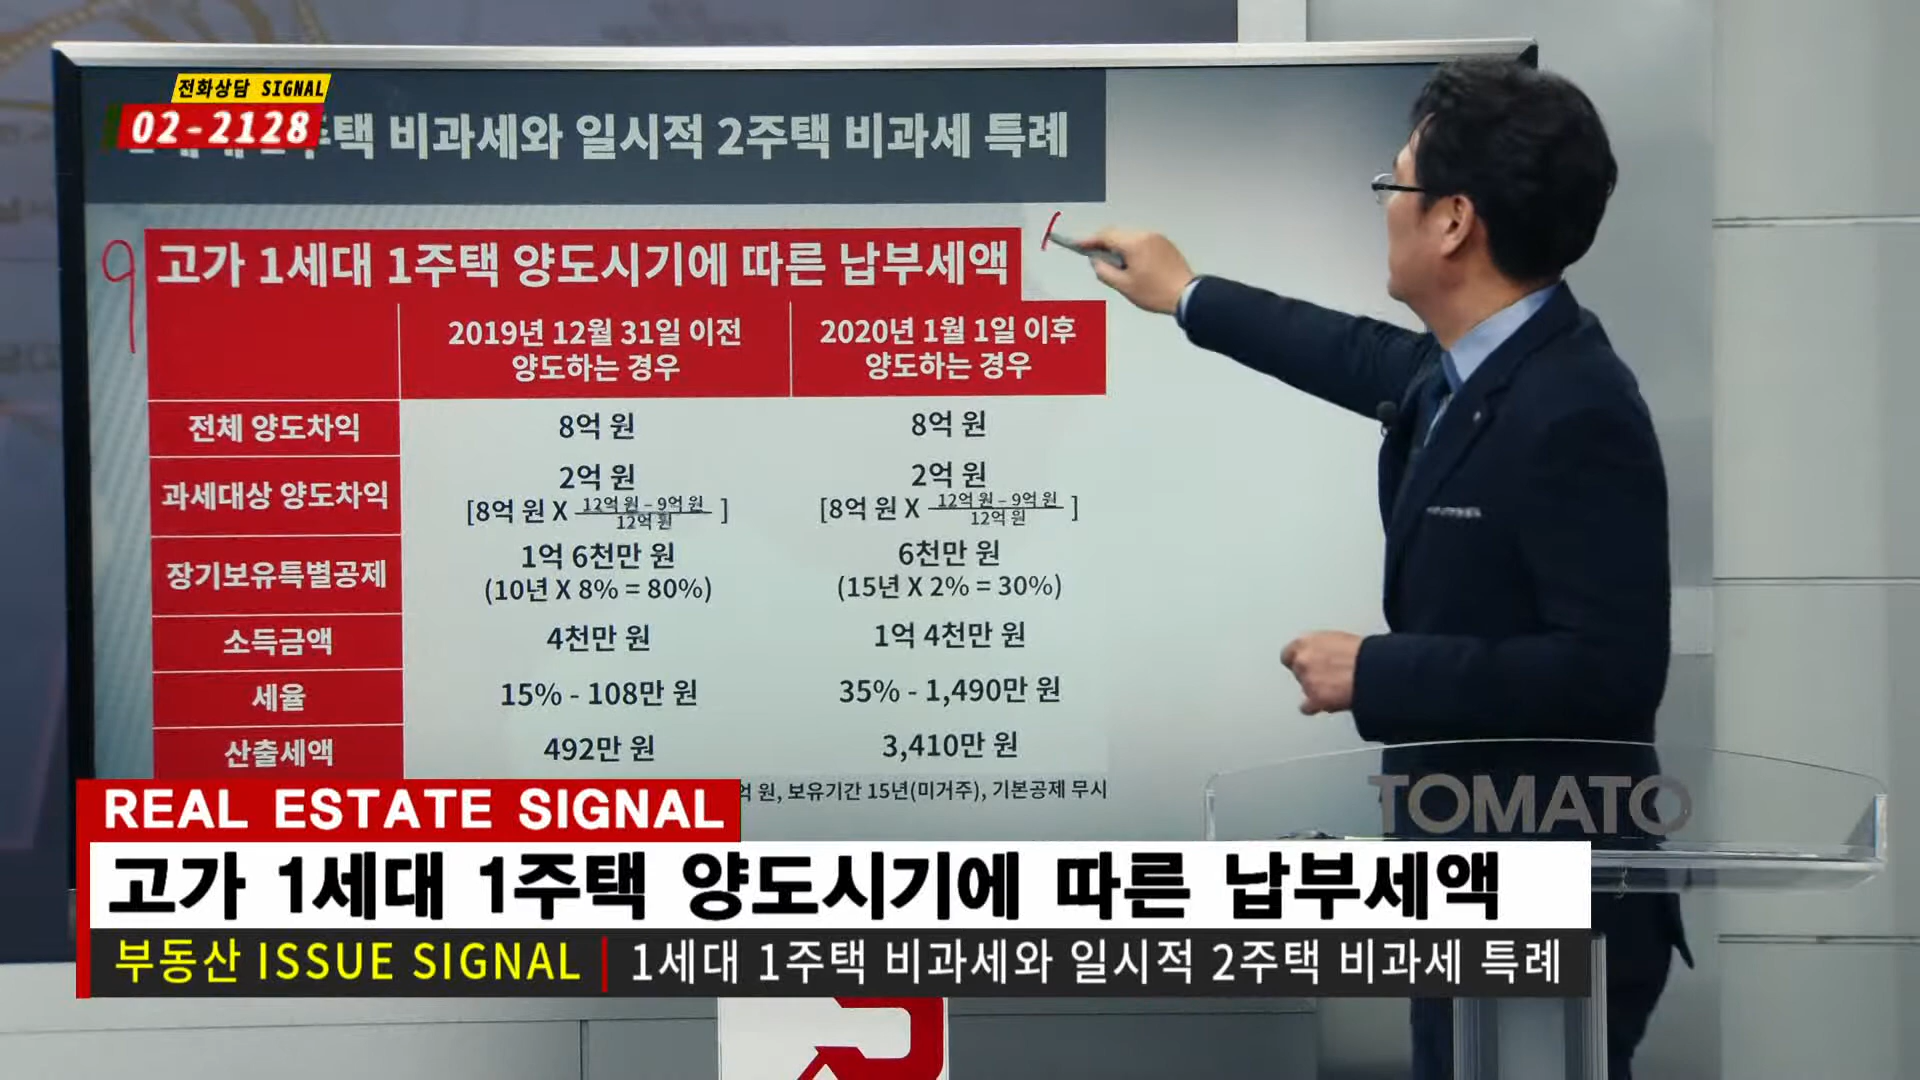 전화상담 SIGNAL
02-2128
주택 비과세와 일시적 2주택 비과세 특례
9
고가 1세대 1주택 양도시기에 따른 납부세액
2019년 12월 31일 이전 양도하는 경우
2020년 1월 1일 이후 양도하는 경우
전체 양도차익 8억 원 8억 원
과세대상 양도차익 2억 원 2억 원
[8억 원 X 12억 원 - 9억 원 / 12억 원 ] [8억 원 X 12억 원 - 9억 원 / 12억 원 ]
장기보유특별공제 1억 6천만 원 6천만 원
(10년 X 8% = 80%) (15년 X 2% = 30%)
소득금액 4천만 원 1억 4천만 원
세율 15% - 108만 원 35% - 1,490만 원
산출세액 492만 원 3,410만 원
억 원, 보유기간 15년(미거주), 기본공제 무시
TOMATO
REAL ESTATE SIGNAL
고가 1세대 1주택 양도시기에 따른 납부세액
부동산 ISSUE SIGNAL | 1세대 1주택 비과세와 일시적 2주택 비과세 특례